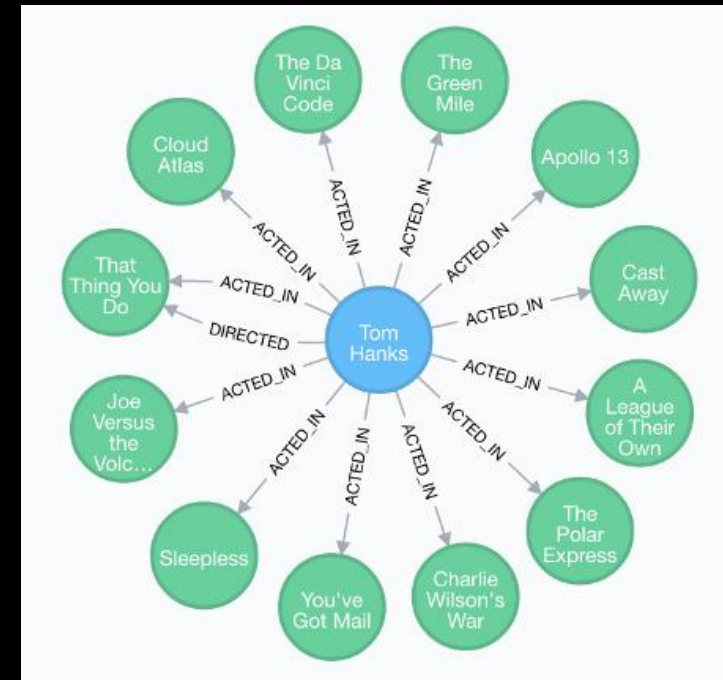 The Da
Vinci
Code
The
Green
Mile
Cloud
Atlas
Apollo 13
ACTED_IN
ACTED_IN
ACTED_IN
ACTED_IN
That
Thing You
Do
ACTED_IN
DIRECTED
Tom
Hanks
ACTED_IN
Cast
Away
ACTED_IN
ACTED_IN
A
League
of Their
Own
Joe
Versus
the
Volc...
ACTED_IN
ACTED_IN
ACTED_IN
ACTED_IN
The
Polar
Express
Sleepless
You've
Got Mail
Charlie
Wilson's
War